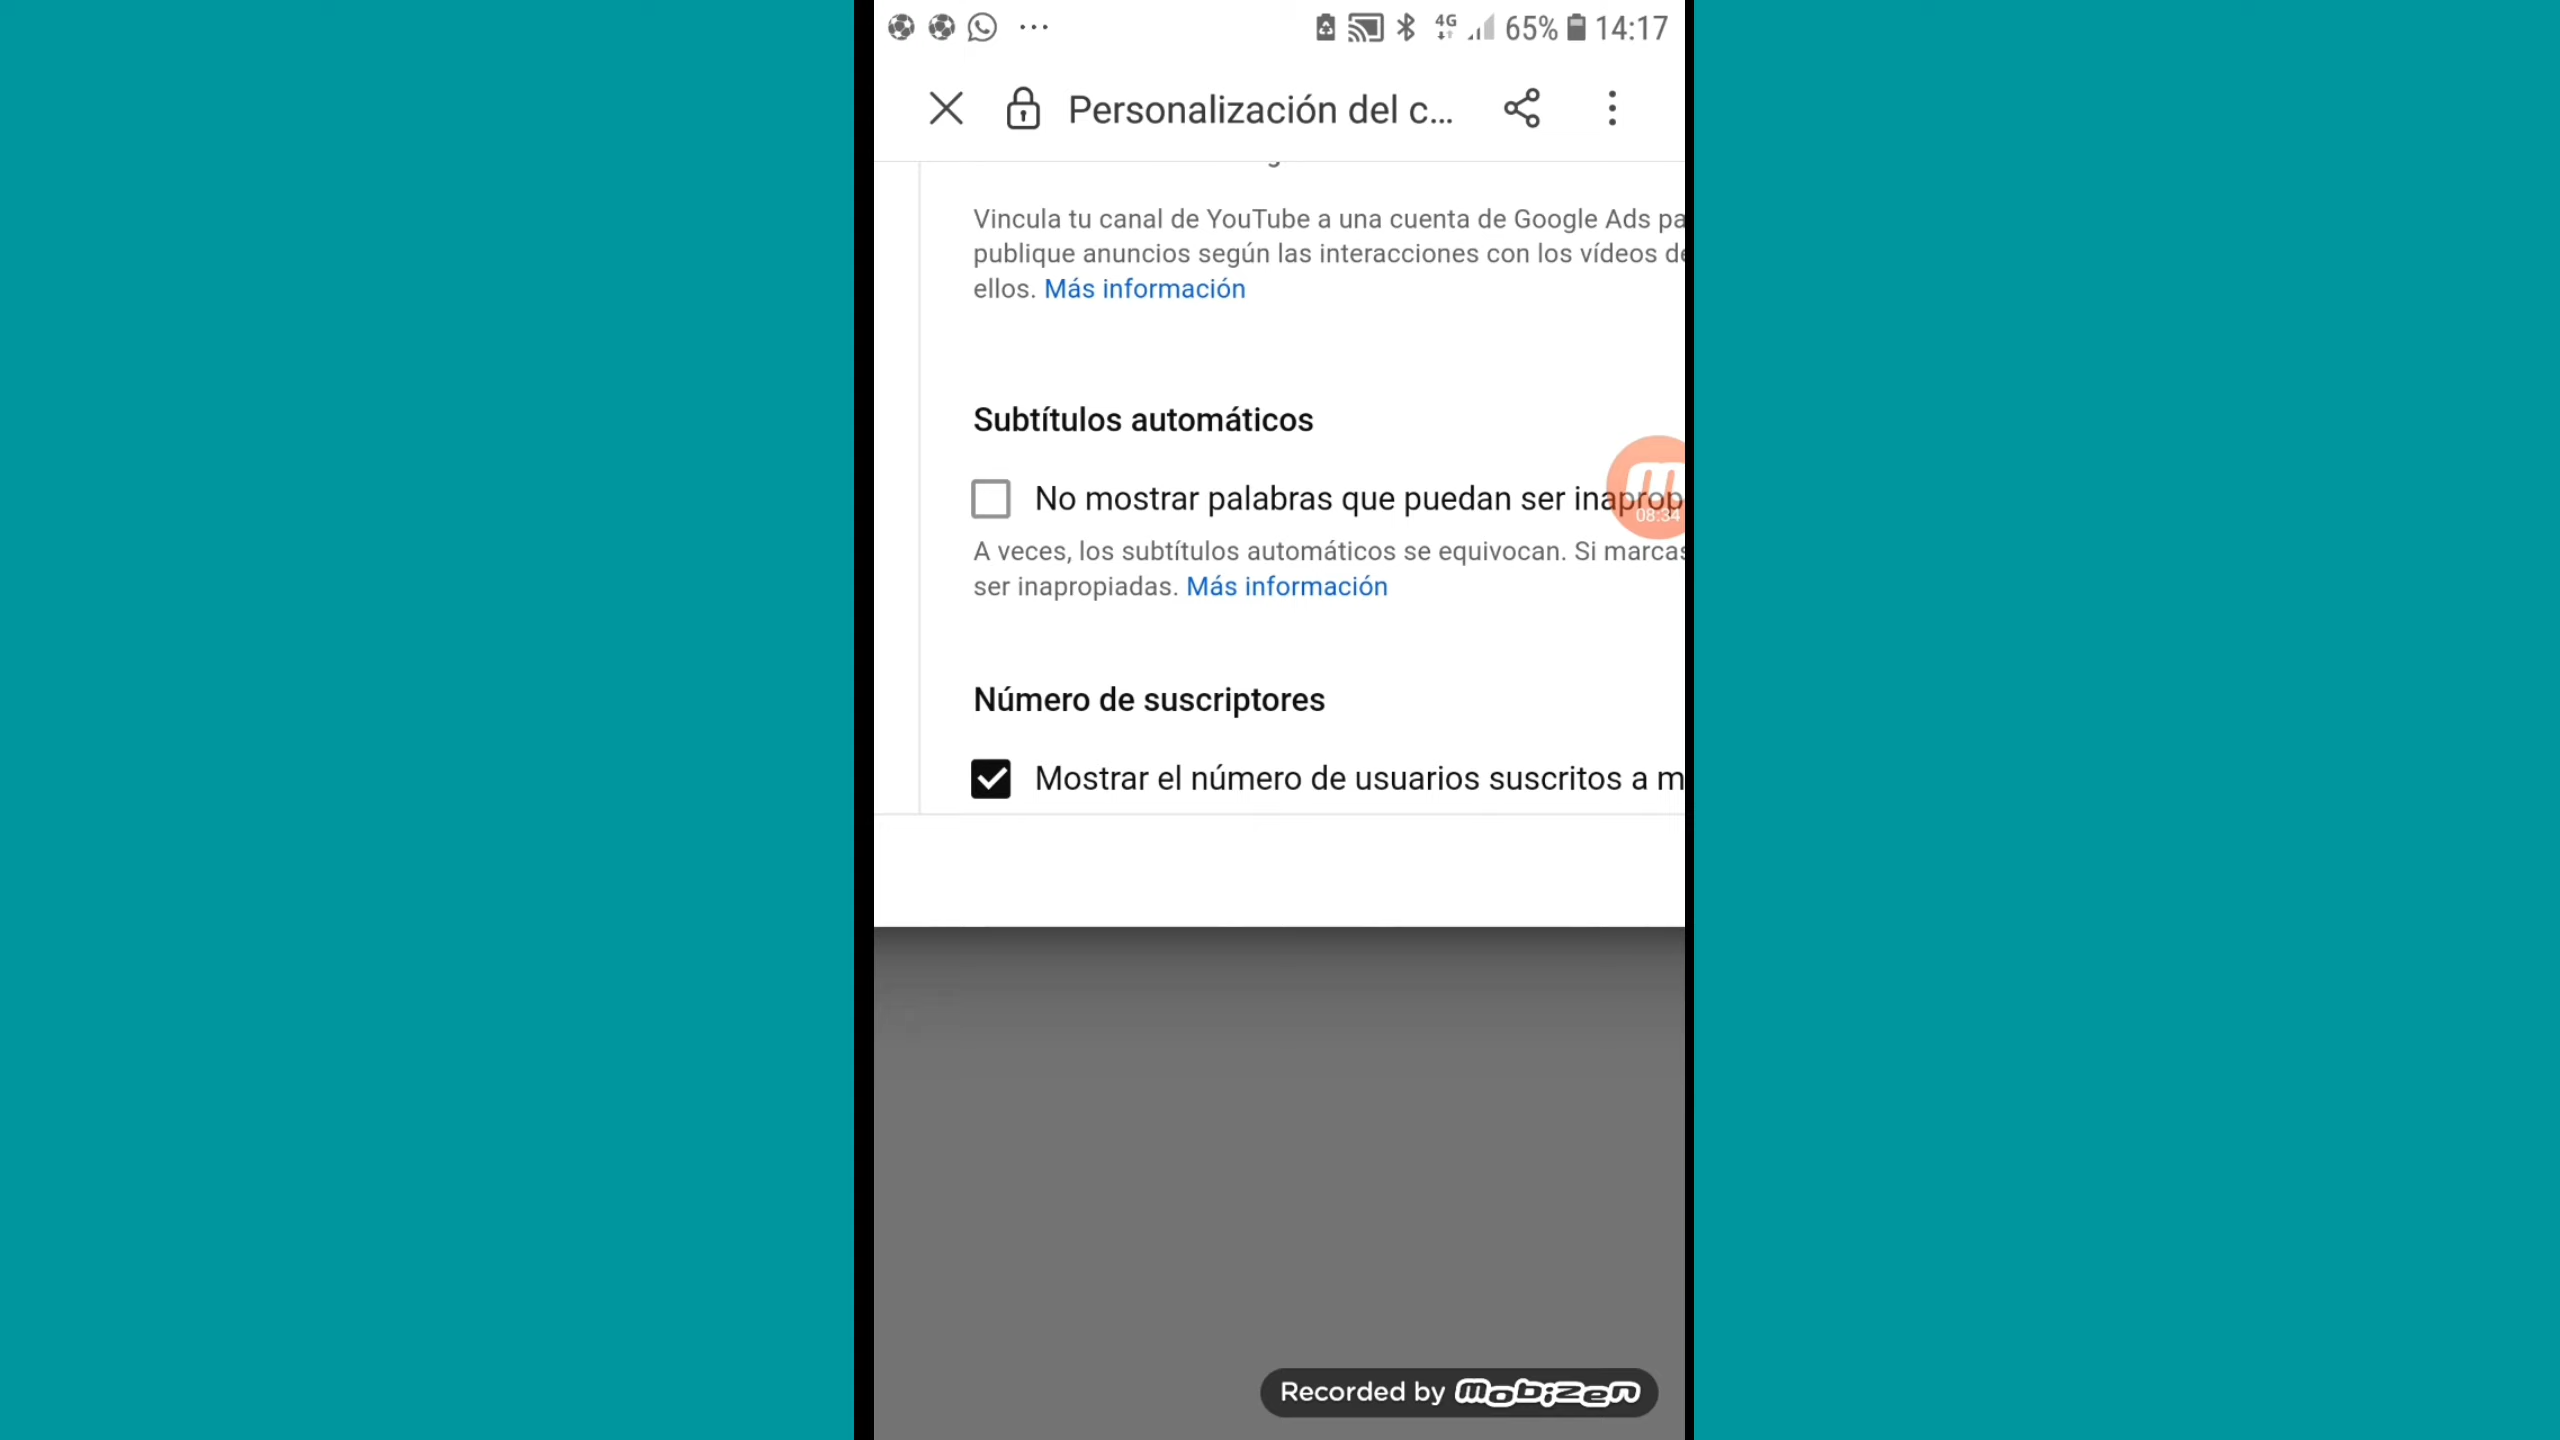 4G 65% 14:17
Personalización del c...
Vincula tu canal de YouTube a una cuenta de Google Ads pa
publique anuncios según las interacciones con los vídeos de
ellos. Más información
Subtítulos automáticos
No mostrar palabras que puedan ser inaprop
08:34
A veces, los subtítulos automáticos se equivocan. Si marcas
ser inapropiadas. Más información
Número de suscriptores
Mostrar el número de usuarios suscritos a m
Recorded by mobizen